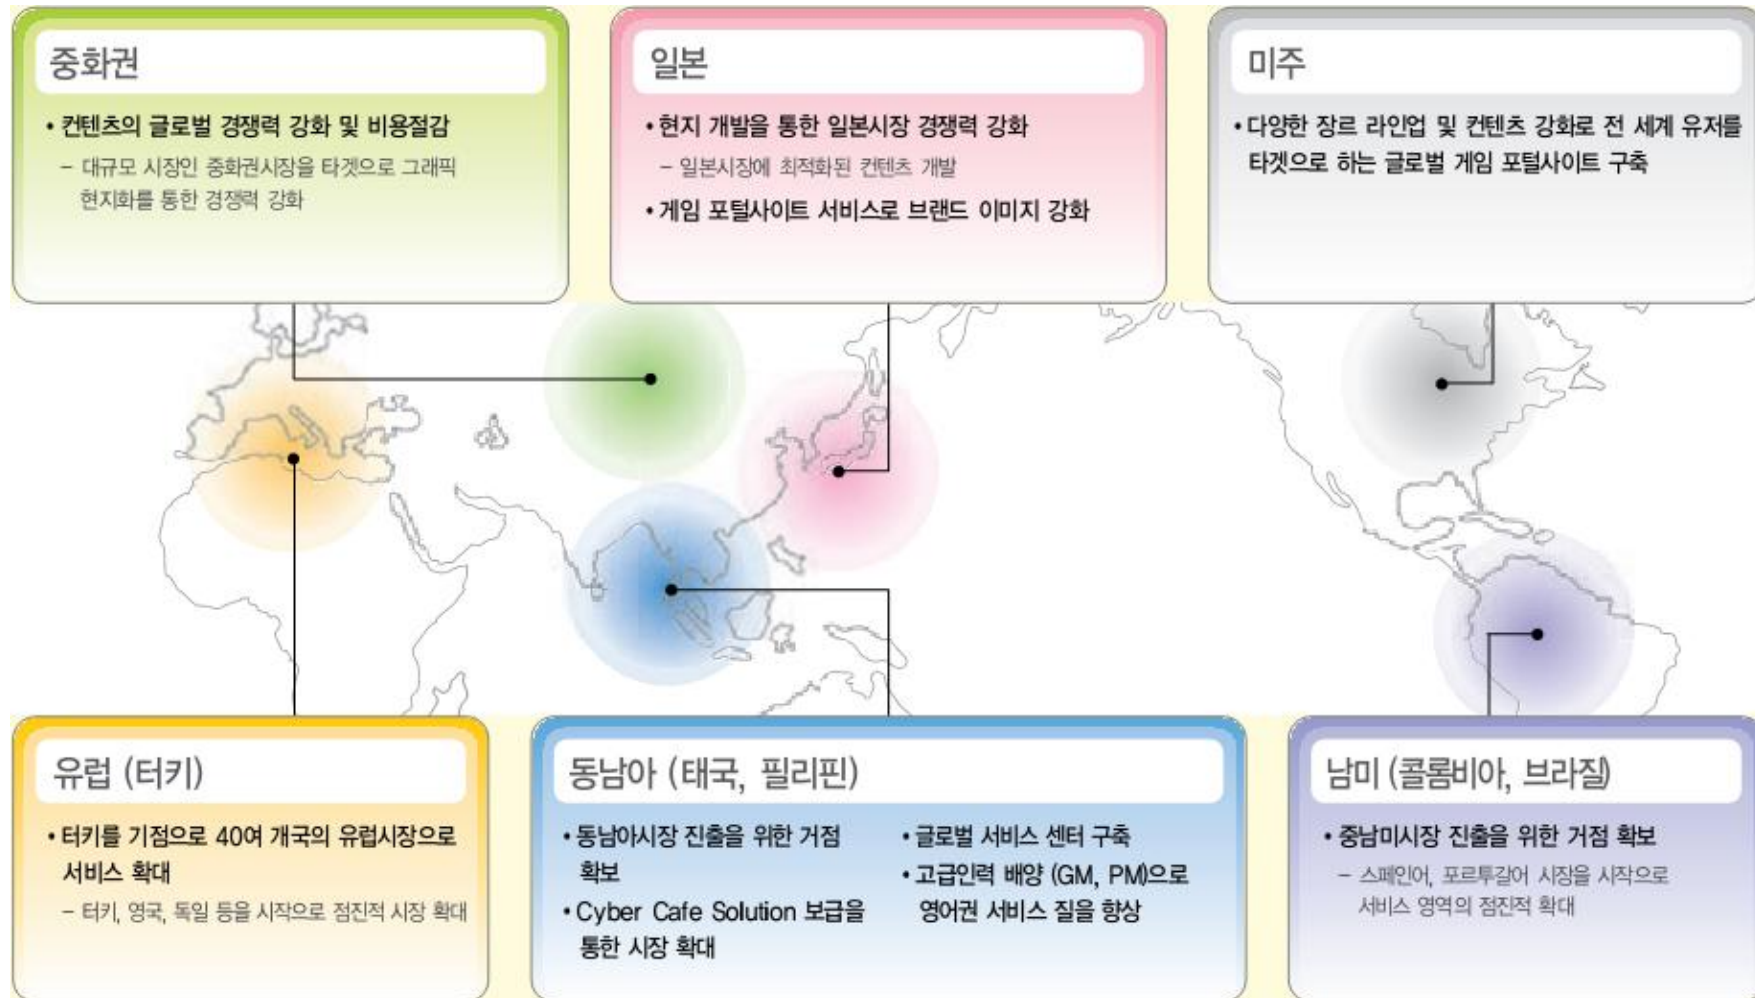 중화권
• 컨텐츠의 글로벌 경쟁력 강화 및 비용절감
– 대규모 시장인 중화권시장을 타겟으로 그래픽
현지화를 통한 경쟁력 강화
일본
• 현지 개발을 통한 일본시장 경쟁력 강화
– 일본시장에 최적화된 컨텐츠 개발
• 게임 포털사이트 서비스로 브랜드 이미지 강화
미주
• 다양한 장르 라인업 및 컨텐츠 강화로 전 세계 유저를
타겟으로 하는 글로벌 게임 포털사이트 구축
유럽 (터키)
• 터키를 기점으로 40여 개국의 유럽시장으로
서비스 확대
– 터키, 영국, 독일 등을 시작으로 점진적 시장 확대
동남아 (태국, 필리핀)
• 동남아시장 진출을 위한 거점
확보
• Cyber Cafe Solution 보급을
통한 시장 확대
• 글로벌 서비스 센터 구축
• 고급인력 배양 (GM, PM)으로
영어권 서비스 질을 향상
남미 (콜롬비아, 브라질)
• 중남미시장 진출을 위한 거점 확보
– 스페인어, 포르투갈어 시장을 시작으로
서비스 영역의 점진적 확대